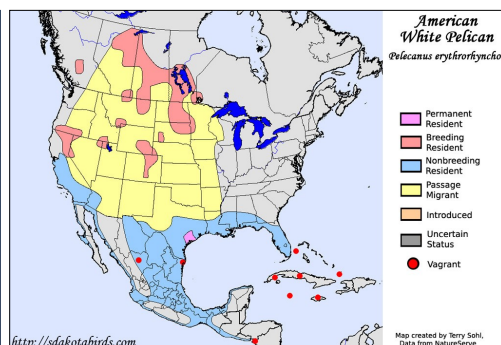 American
White Pelican
Pelecanus erythrorhyncho
Permanent
Resident
Breeding
Resident
Nonbreeding
Resident
Passage
Migrant
Introduced
Uncertain
Status
Vagrant
http://sdakotabirds.com
Map created by Terry Sohl,
Data from NatureServe